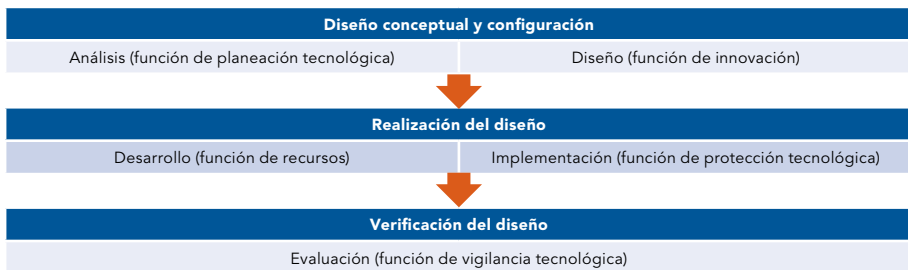 Diseño conceptual y configuración
Análisis (función de planeación tecnológica)
Diseño (función de innovación)
Realización del diseño
Desarrollo (función de recursos)
Implementación (función de protección tecnológica)
Verificación del diseño
Evaluación (función de vigilancia tecnológica)